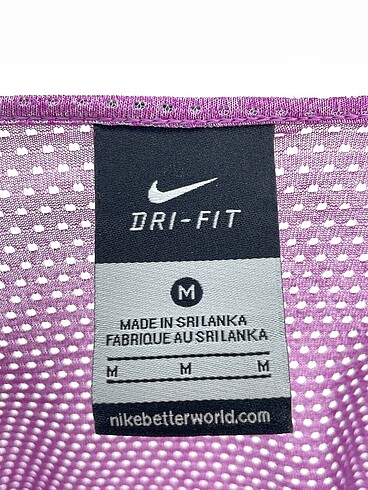 DRI-FIT
M
MADE IN SRI LANKA
FABRIQUE AU SRI LANKA
M M M
nikebetterworld.com